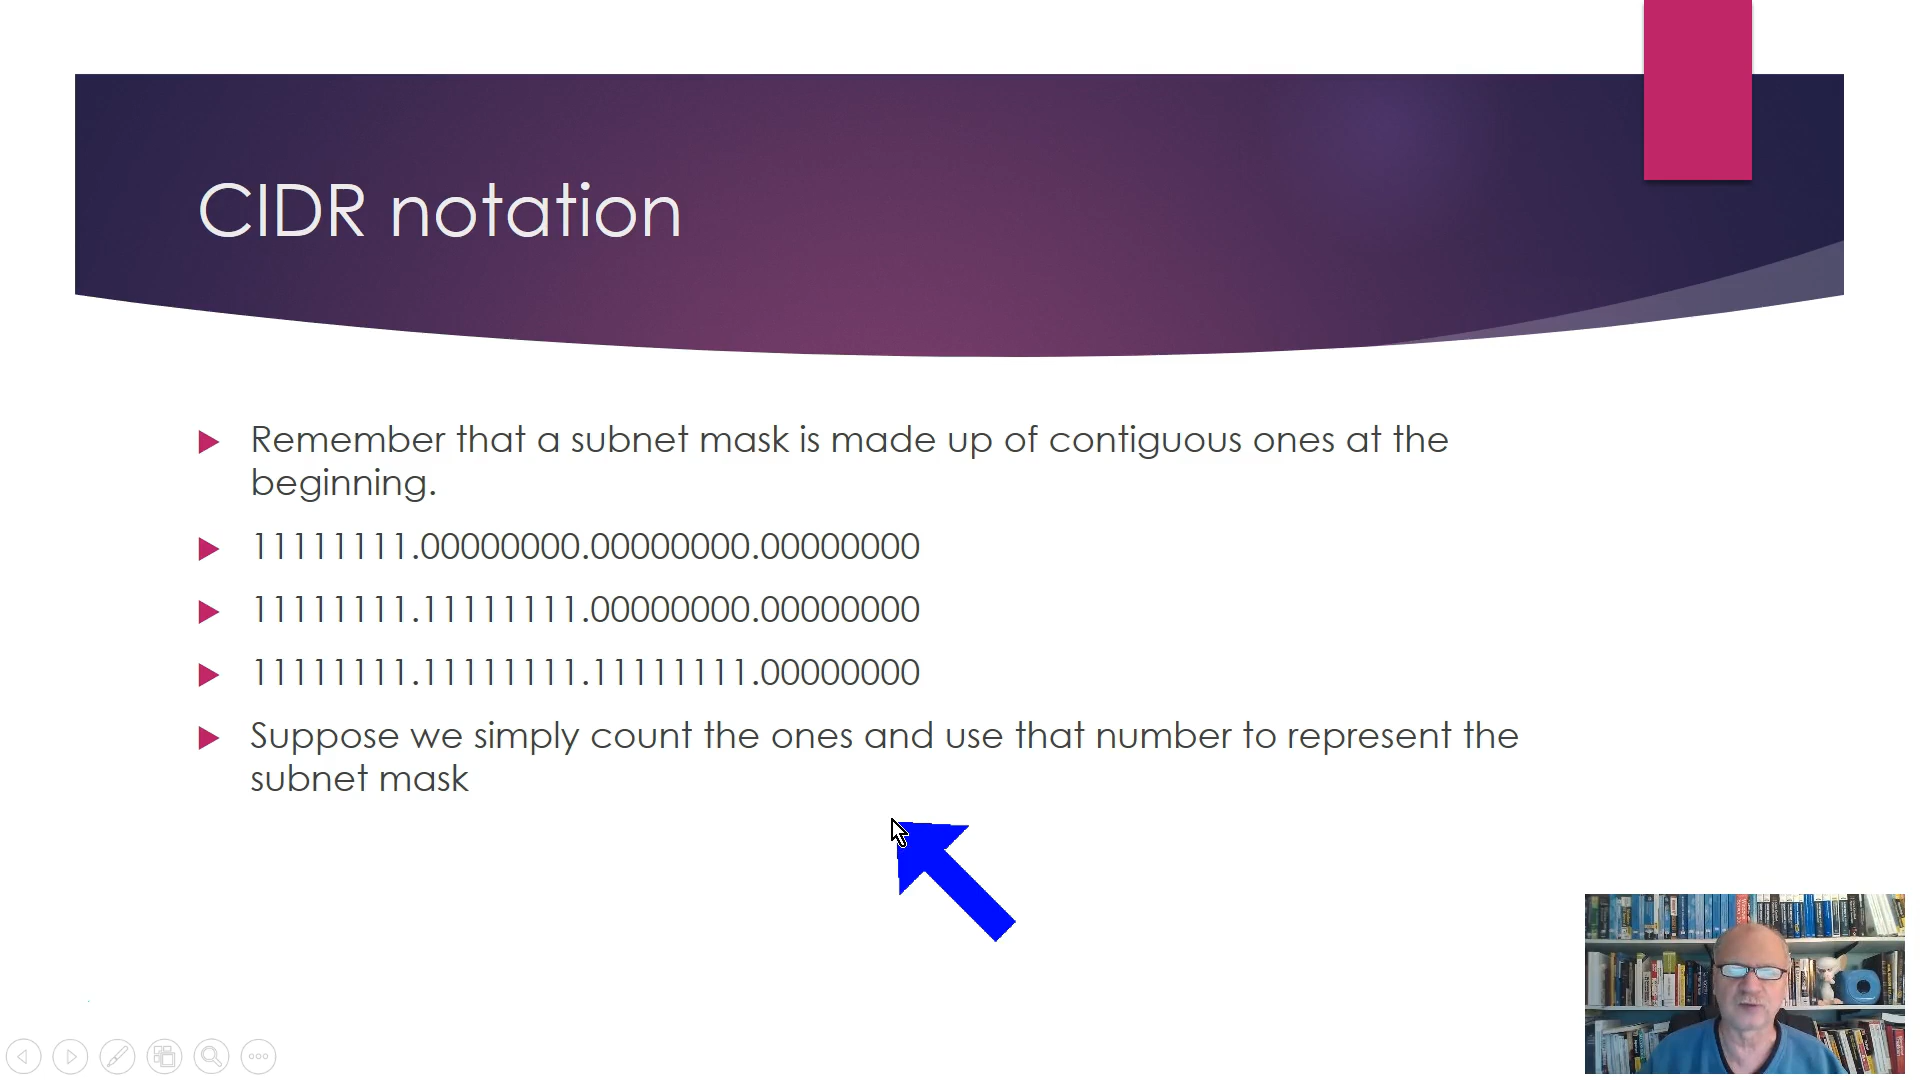 CIDR notation
Remember that a subnet mask is made up of contiguous ones at the
beginning.
11111111.00000000.00000000.00000000
11111111.11111111.00000000.00000000
11111111.11111111.11111111.00000000
Suppose we simply count the ones and use that number to represent the
subnet mask